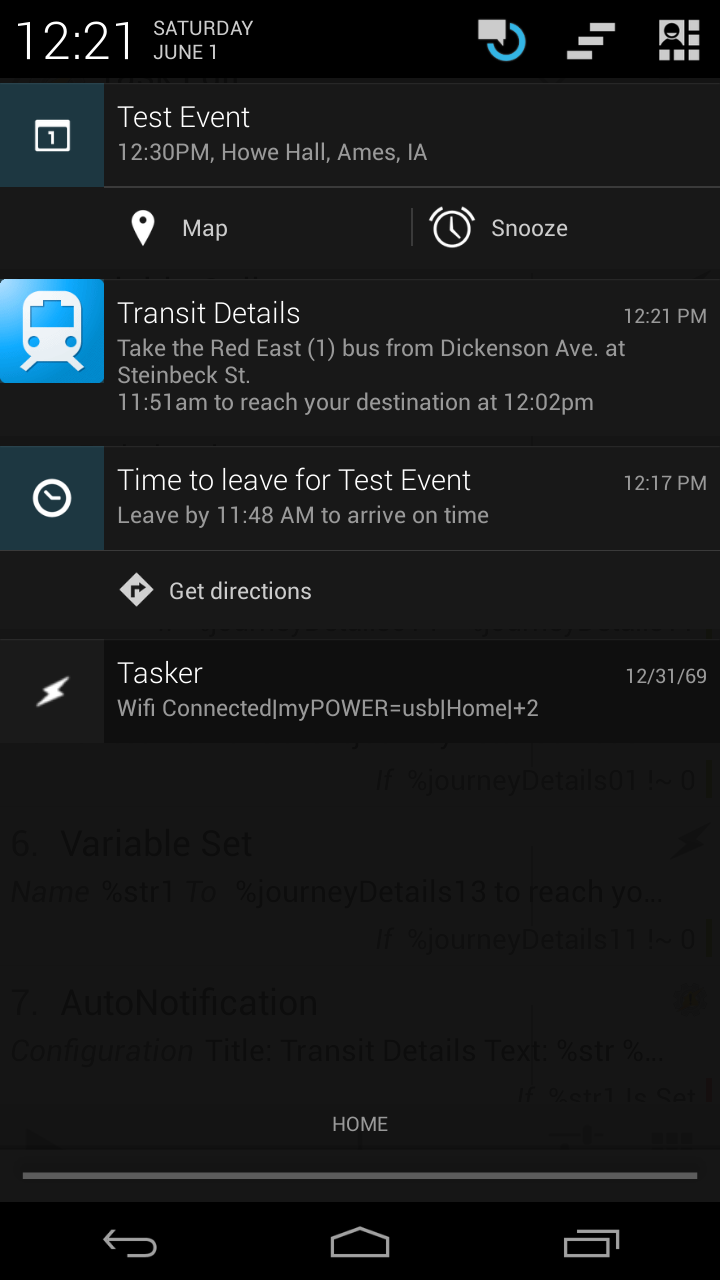 12:21 SATURDAY
JUNE 1
1
Test Event
12:30PM, Howe Hall, Ames, IA
Map Snooze
Transit Details 12:21 PM
Take the Red East (1) bus from Dickenson Ave. at
Steinbeck St.
11:51am to reach your destination at 12:02pm
Time to leave for Test Event 12:17 PM
Leave by 11:48 AM to arrive on time
Get directions
Tasker 12/31/69
Wifi Connected|myPOWER=usb|Home|+2
If %journeyDetails01 !~ 0
6. Variable Set
Name %str1 To %journeyDetails13 to reach yo...
If %journeyDetails11 !~ 0
7. AutoNotification
Configuration Title: Transit Details Text: %str %...
If %str1 Is Set
HOME